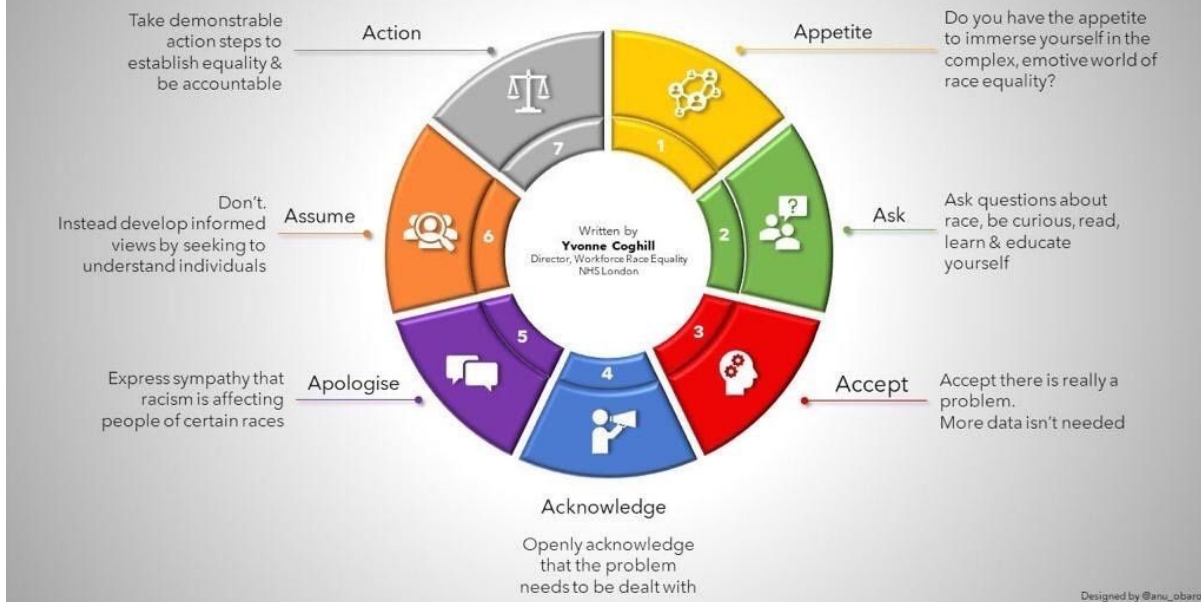 Appetite
Do you have the appetite
to immerse yourself in the
complex, emotive world of
race equality?
1
Ask
Ask questions about
race, be curious, read,
learn & educate
yourself
2
Accept
Accept there is really a
problem.
More data isn't needed
3
4
Acknowledge
Openly acknowledge
that the problem
needs to be dealt with
5
Apologise
Express sympathy that
racism is affecting
people of certain races
6
Assume
Don't.
Instead develop informed
views by seeking to
understand individuals
7
Action
Take demonstrable
action steps to
establish equality &
be accountable
?
Written by
Yvonne Coghill
Director, Workforce Race Equality
NHS London